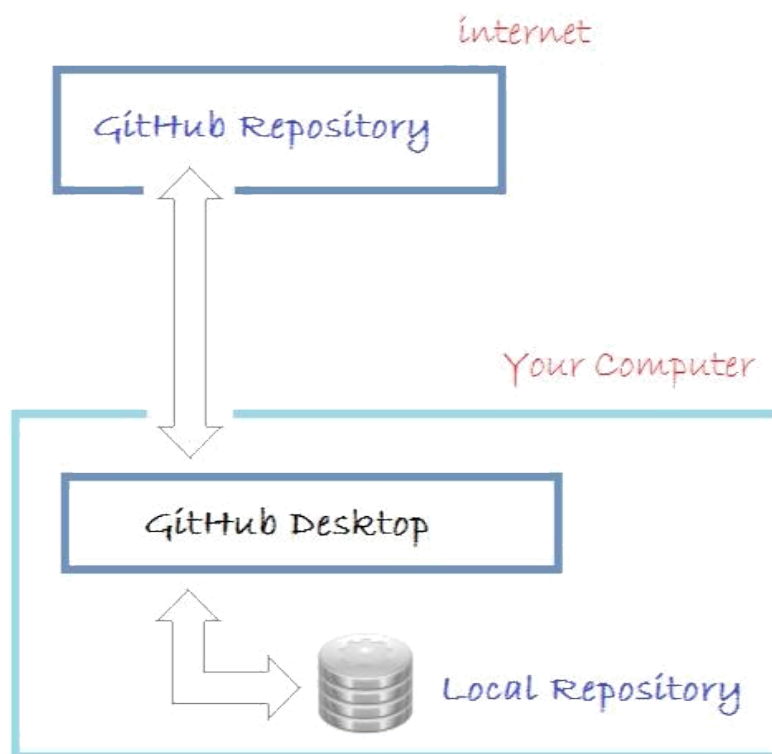 internet
GitHub Repository
Your Computer
GitHub Desktop
Local Repository